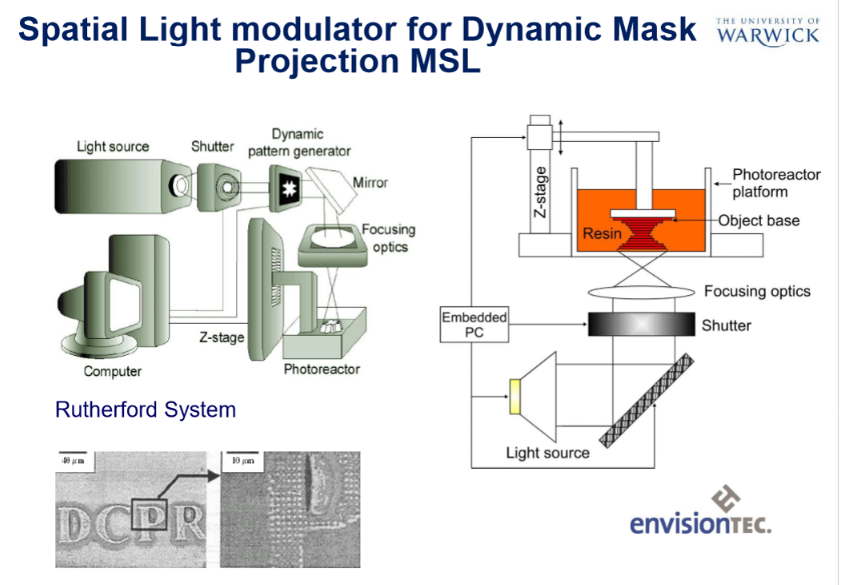 Spatial Light modulator for Dynamic Mask
Projection MSL
THE UNIVERSITY OF
WARWICK
Light source
Shutter
Dynamic
pattern generator
Mirror
Focusing
optics
Z-stage
Computer
Photoreactor
Rutherford System
40 µm
10 µm
DCPR
Z-stage
Photoreactor
platform
Object base
Resin
Focusing optics
Embedded
PC
Shutter
Light source
envisionTEC.